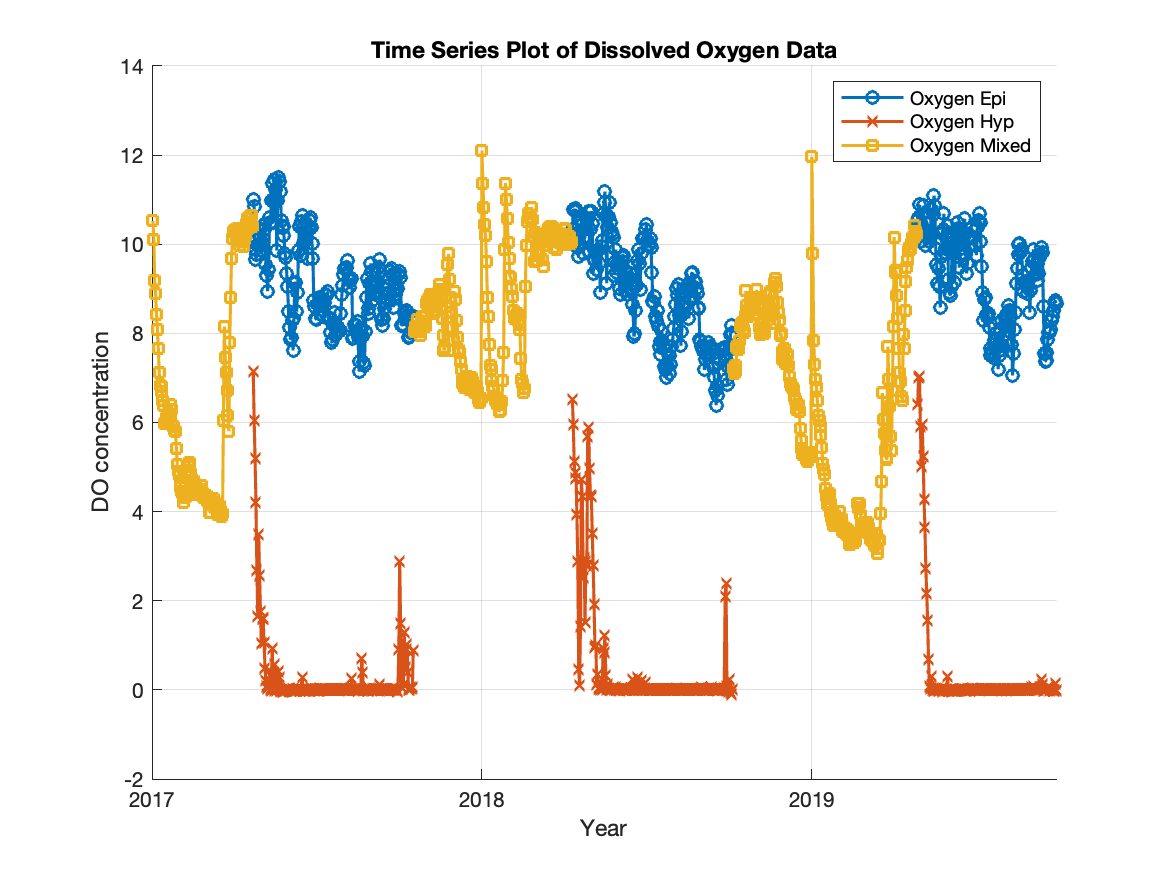 Time Series Plot of Dissolved Oxygen Data
14
12
10
8
6
4
2
0
-2
DO concentration
2017
2018
2019
Year
Oxygen Epi
Oxygen Hyp
Oxygen Mixed